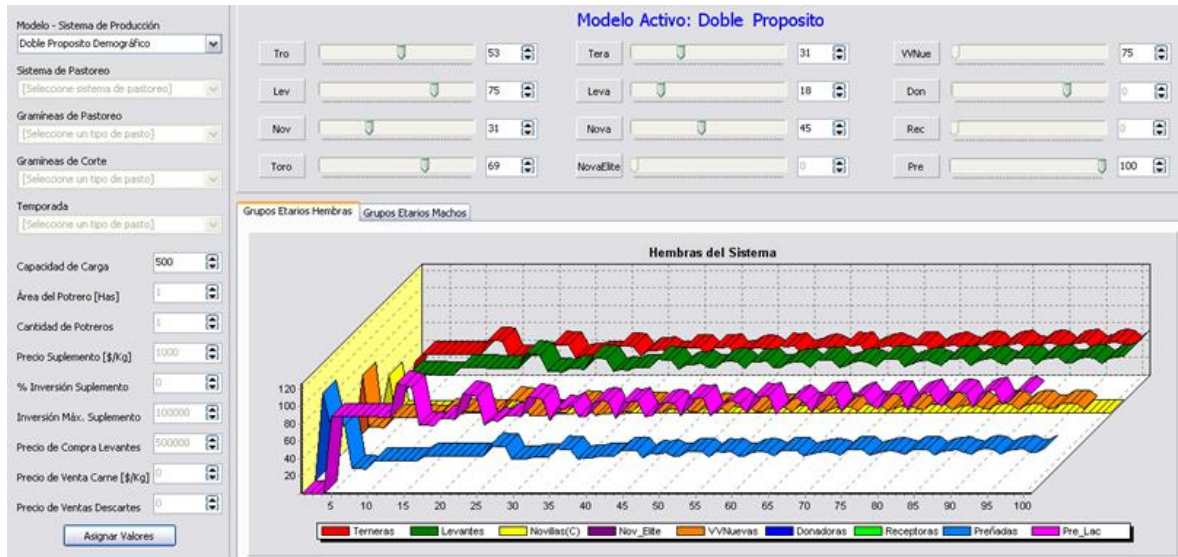 Modelo - Sistema de Producción
Doble Proposito Demográfico
Sistema de Pastoreo
[Seleccione sistema de pastoreo]
Gramíneas de Pastoreo
[Seleccione un tipo de pasto]
Gramíneas de Corte
[Seleccione un tipo de pasto]
Temporada
[Seleccione un tipo de pasto]
Capacidad de Carga 500
Área del Potrero [Has] 1
Cantidad de Potreros 1
Precio Suplemento [$/Kg] 1000
% Inversión Suplemento 0
Inversión Máx. Suplemento 100000
Precio de Compra Levantes 500000
Precio de Venta Carne [$/Kg] 0
Precio de Ventas Descartes 0
Asignar Valores
Modelo Activo: Doble Proposito
Tro 53 Tera 31 VVNue 75
Lev 75 Leva 18 Don 0
Nov 31 Nova 45 Rec 0
Toro 69 NovaElite 0 Pre 100
Grupos Etarios Hembras Grupos Etarios Machos
Hembras del Sistema
120
100
80
60
40
20
5 10 15 20 25 30 35 40 45 50 55 60 65 70 75 80 85 90 95 100
Terneras Levantes Novillas(C) Nov_Elite VVNuevas Donadoras Receptoras Preñadas Pre_Lac